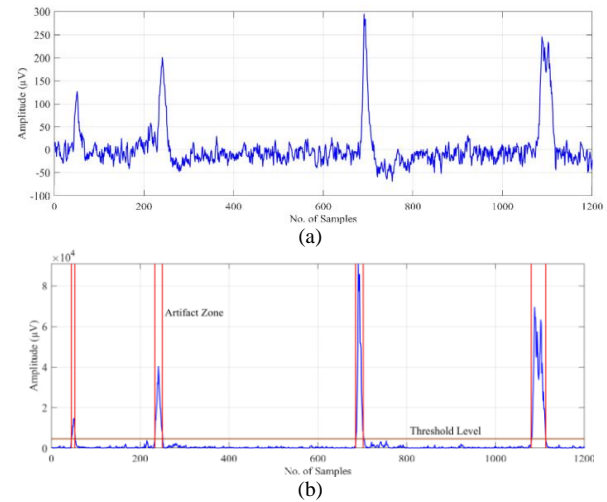 300
250
200
150
100
50
0
-50
-100
Amplitude (µV)
0 200 400 600 800 1000 1200
No. of Samples
(a)
×10⁴
8
6
4
2
0
Amplitude (µV)
Artifact Zone
Threshold Level
0 200 400 600 800 1000 1200
No. of Samples
(b)